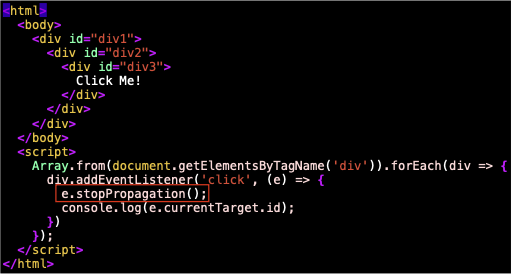 <html>
<body>
<div id="div1">
<div id="div2">
<div id="div3">
Click Me!
</div>
</div>
</div>
</body>
<script>
Array.from(document.getElementsByTagName('div')).forEach(div => {
div.addEventListener('click', (e) => {
e.stopPropagation();
console.log(e.currentTarget.id);
})
});
</script>
</html>